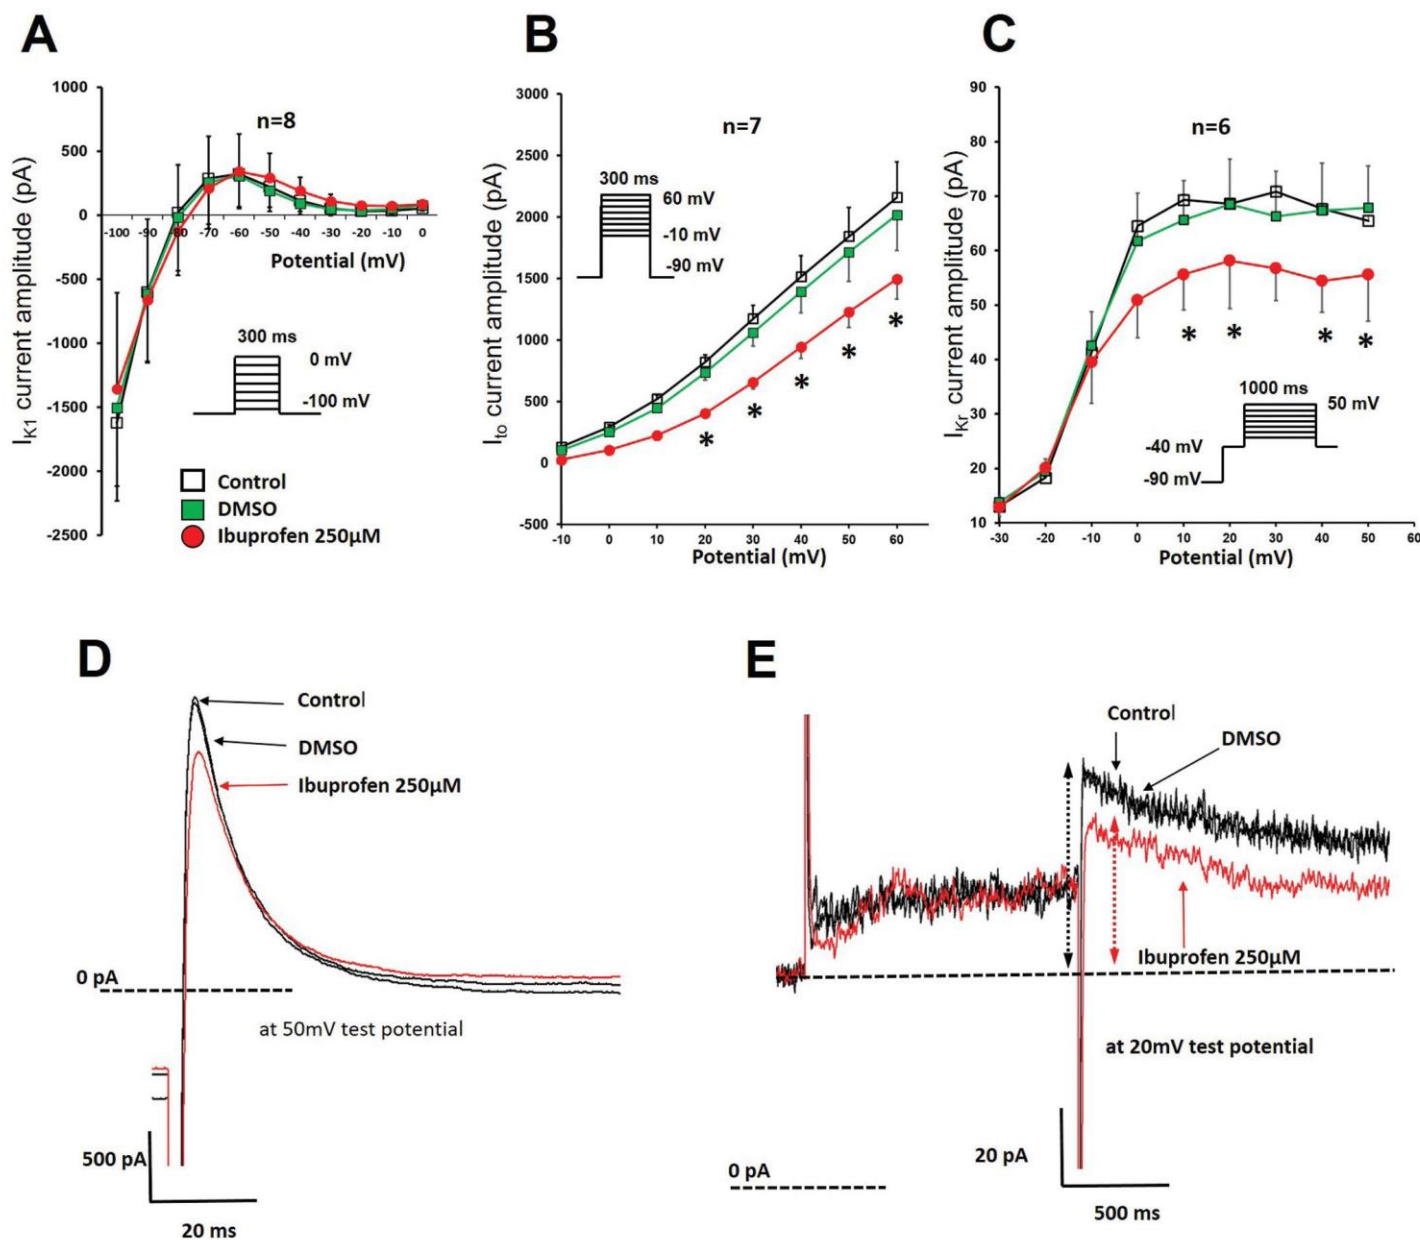 A
B
C
1000
500
0
-500
-1000
-1500
-2000
-2500
I_K1 current amplitude (pA)
n=8
-100 -90 -80 -70 -60 -50 -40 -30 -20 -10 0
Potential (mV)
300 ms
0 mV
-100 mV
Control
DMSO
Ibuprofen 250µM
3000
2500
2000
1500
1000
500
0
-500
I_to current amplitude (pA)
n=7
300 ms
60 mV
-10 mV
-90 mV
* * * * *
-10 0 10 20 30 40 50 60
Potential (mV)
90
80
70
60
50
40
30
20
10
I_Kr current amplitude (pA)
n=6
* * * *
1000 ms
50 mV
-40 mV
-90 mV
-30 -20 -10 0 10 20 30 40 50 60
Potential (mV)
D
Control
DMSO
Ibuprofen 250µM
0 pA
at 50mV test potential
500 pA
20 ms
E
Control
DMSO
Ibuprofen 250µM
at 20mV test potential
20 pA
0 pA
500 ms